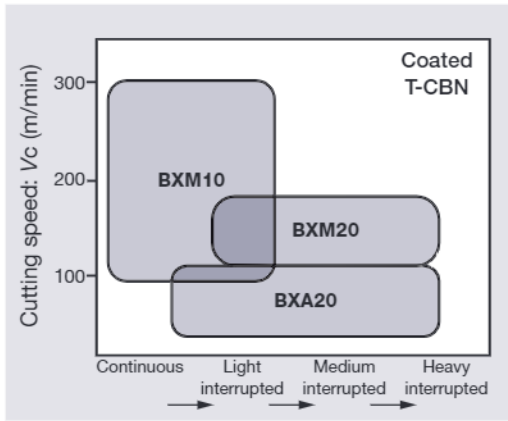 Coated
T-CBN
Cutting speed: Vc (m/min)
300
200
100
BXM10
BXM20
BXA20
Continuous
Light
interrupted
Medium
interrupted
Heavy
interrupted